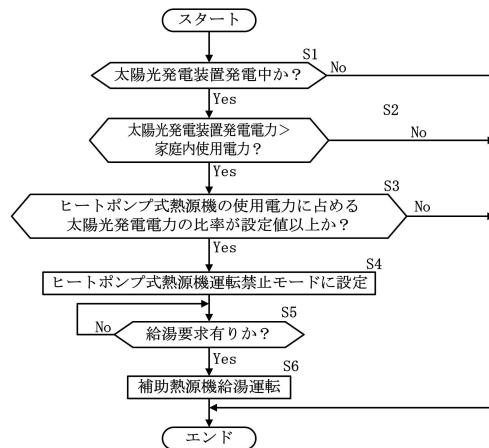 スタート
S1
太陽光発電装置発電中か？
No
Yes
S2
太陽光発電装置発電電力＞
家庭内使用電力？
No
Yes
S3
ヒートポンプ式熱源機の使用電力に占める
太陽光発電電力の比率が設定値以上か？
No
Yes
S4
ヒートポンプ式熱源機運転禁止モードに設定
S5
No
給湯要求有りか？
Yes
S6
補助熱源機給湯運転
エンド